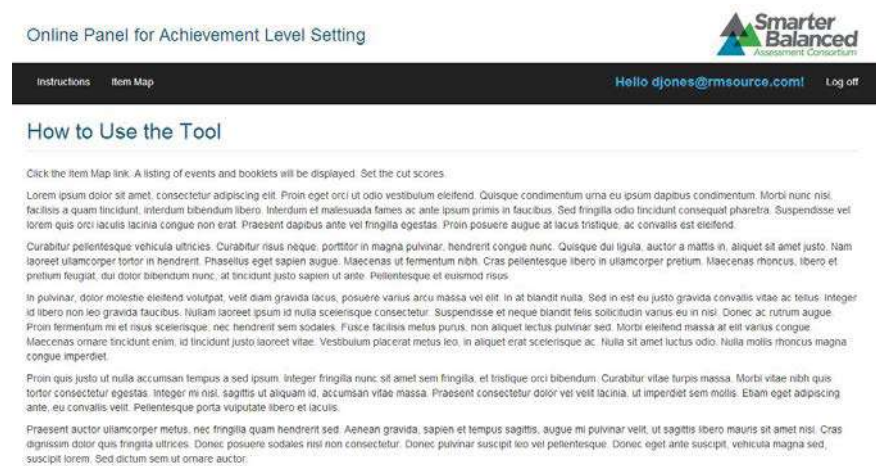 Online Panel for Achievement Level Setting
Smarter
Balanced
Assessment Consortium
Instructions Item Map Hello djones@rmsource.com! Log off
How to Use the Tool
Click the Item Map link. A listing of events and booklets will be displayed. Set the cut scores.
Lorem ipsum dolor sit amet, consectetur adipiscing elit. Proin eget orci ut odio vestibulum eleifend. Quisque condimentum urna eu ipsum dapibus condimentum. Morbi nunc nisi,
facilisis a quam tincidunt, interdum bibendum libero. Interdum et malesuada fames ac ante ipsum primis in faucibus. Sed fringilla odio tincidunt consequat pharetra. Suspendisse vel
lorem quis orci iaculis lacinia congue non erat. Praesent dapibus ante vel fringilla egestas. Proin posuere augue at lacus tristique, ac convallis est eleifend.
Curabitur pellentesque vehicula ultricies. Curabitur risus neque, porttitor in magna pulvinar, hendrerit congue nunc. Quisque dui ligula, auctor a mattis in, aliquet sit amet justo. Nam
laoreet ullamcorper tortor in hendrerit. Phasellus eget sapien augue. Maecenas ut fermentum nibh. Cras pellentesque libero in ullamcorper pretium. Maecenas rhoncus, libero et
pretium feugiat, dui dolor bibendum nunc, at tincidunt justo sapien ut ante. Pellentesque et euismod risus.
In pulvinar, dolor molestie eleifend volutpat, velit diam gravida lacus, posuere varius arcu massa vel elit. In at blandit nulla. Sed in est eu justo gravida convallis vitae ac tellus. Integer
id libero non leo gravida faucibus. Nullam laoreet ipsum id nulla scelerisque consectetur. Suspendisse et neque blandit felis sollicitudin varius eu in nisl. Donec ac rutrum augue.
Proin fermentum mi et risus scelerisque, nec hendrerit sem sodales. Fusce facilisis metus purus, non aliquet lectus pulvinar sed. Morbi eleifend massa at elit varius congue.
Maecenas ornare tincidunt enim, id tincidunt justo laoreet vitae. Vestibulum placerat metus leo, in aliquet erat scelerisque ac. Nulla sit amet luctus odio. Nulla mollis rhoncus magna
congue imperdiet.
Proin quis justo ut nulla accumsan tempus a sed ipsum. Integer fringilla nunc sit amet sem fringilla, et tristique orci bibendum. Curabitur vitae turpis massa. Morbi vitae nibh quis
tortor consectetur egestas. Integer mi nisl, sagittis ut aliquam id, accumsan vitae massa. Praesent consectetur dolor vel velit lacinia, ut imperdiet sem mollis. Etiam eget adipiscing
ante, eu convallis velit. Pellentesque porta vulputate libero et iaculis.
Praesent auctor ullamcorper metus, nec fringilla quam hendrerit sed. Aenean gravida, sapien et tempus sagittis, augue mi pulvinar velit, ut sagittis libero mauris sit amet nisl. Cras
dignissim dolor quis fringilla ultrices. Donec posuere sodales nisl non consectetur. Donec pulvinar suscipit leo vel pellentesque. Donec eget ante suscipit, vehicula magna sed,
suscipit lorem. Sed dictum sem ut ornare auctor.